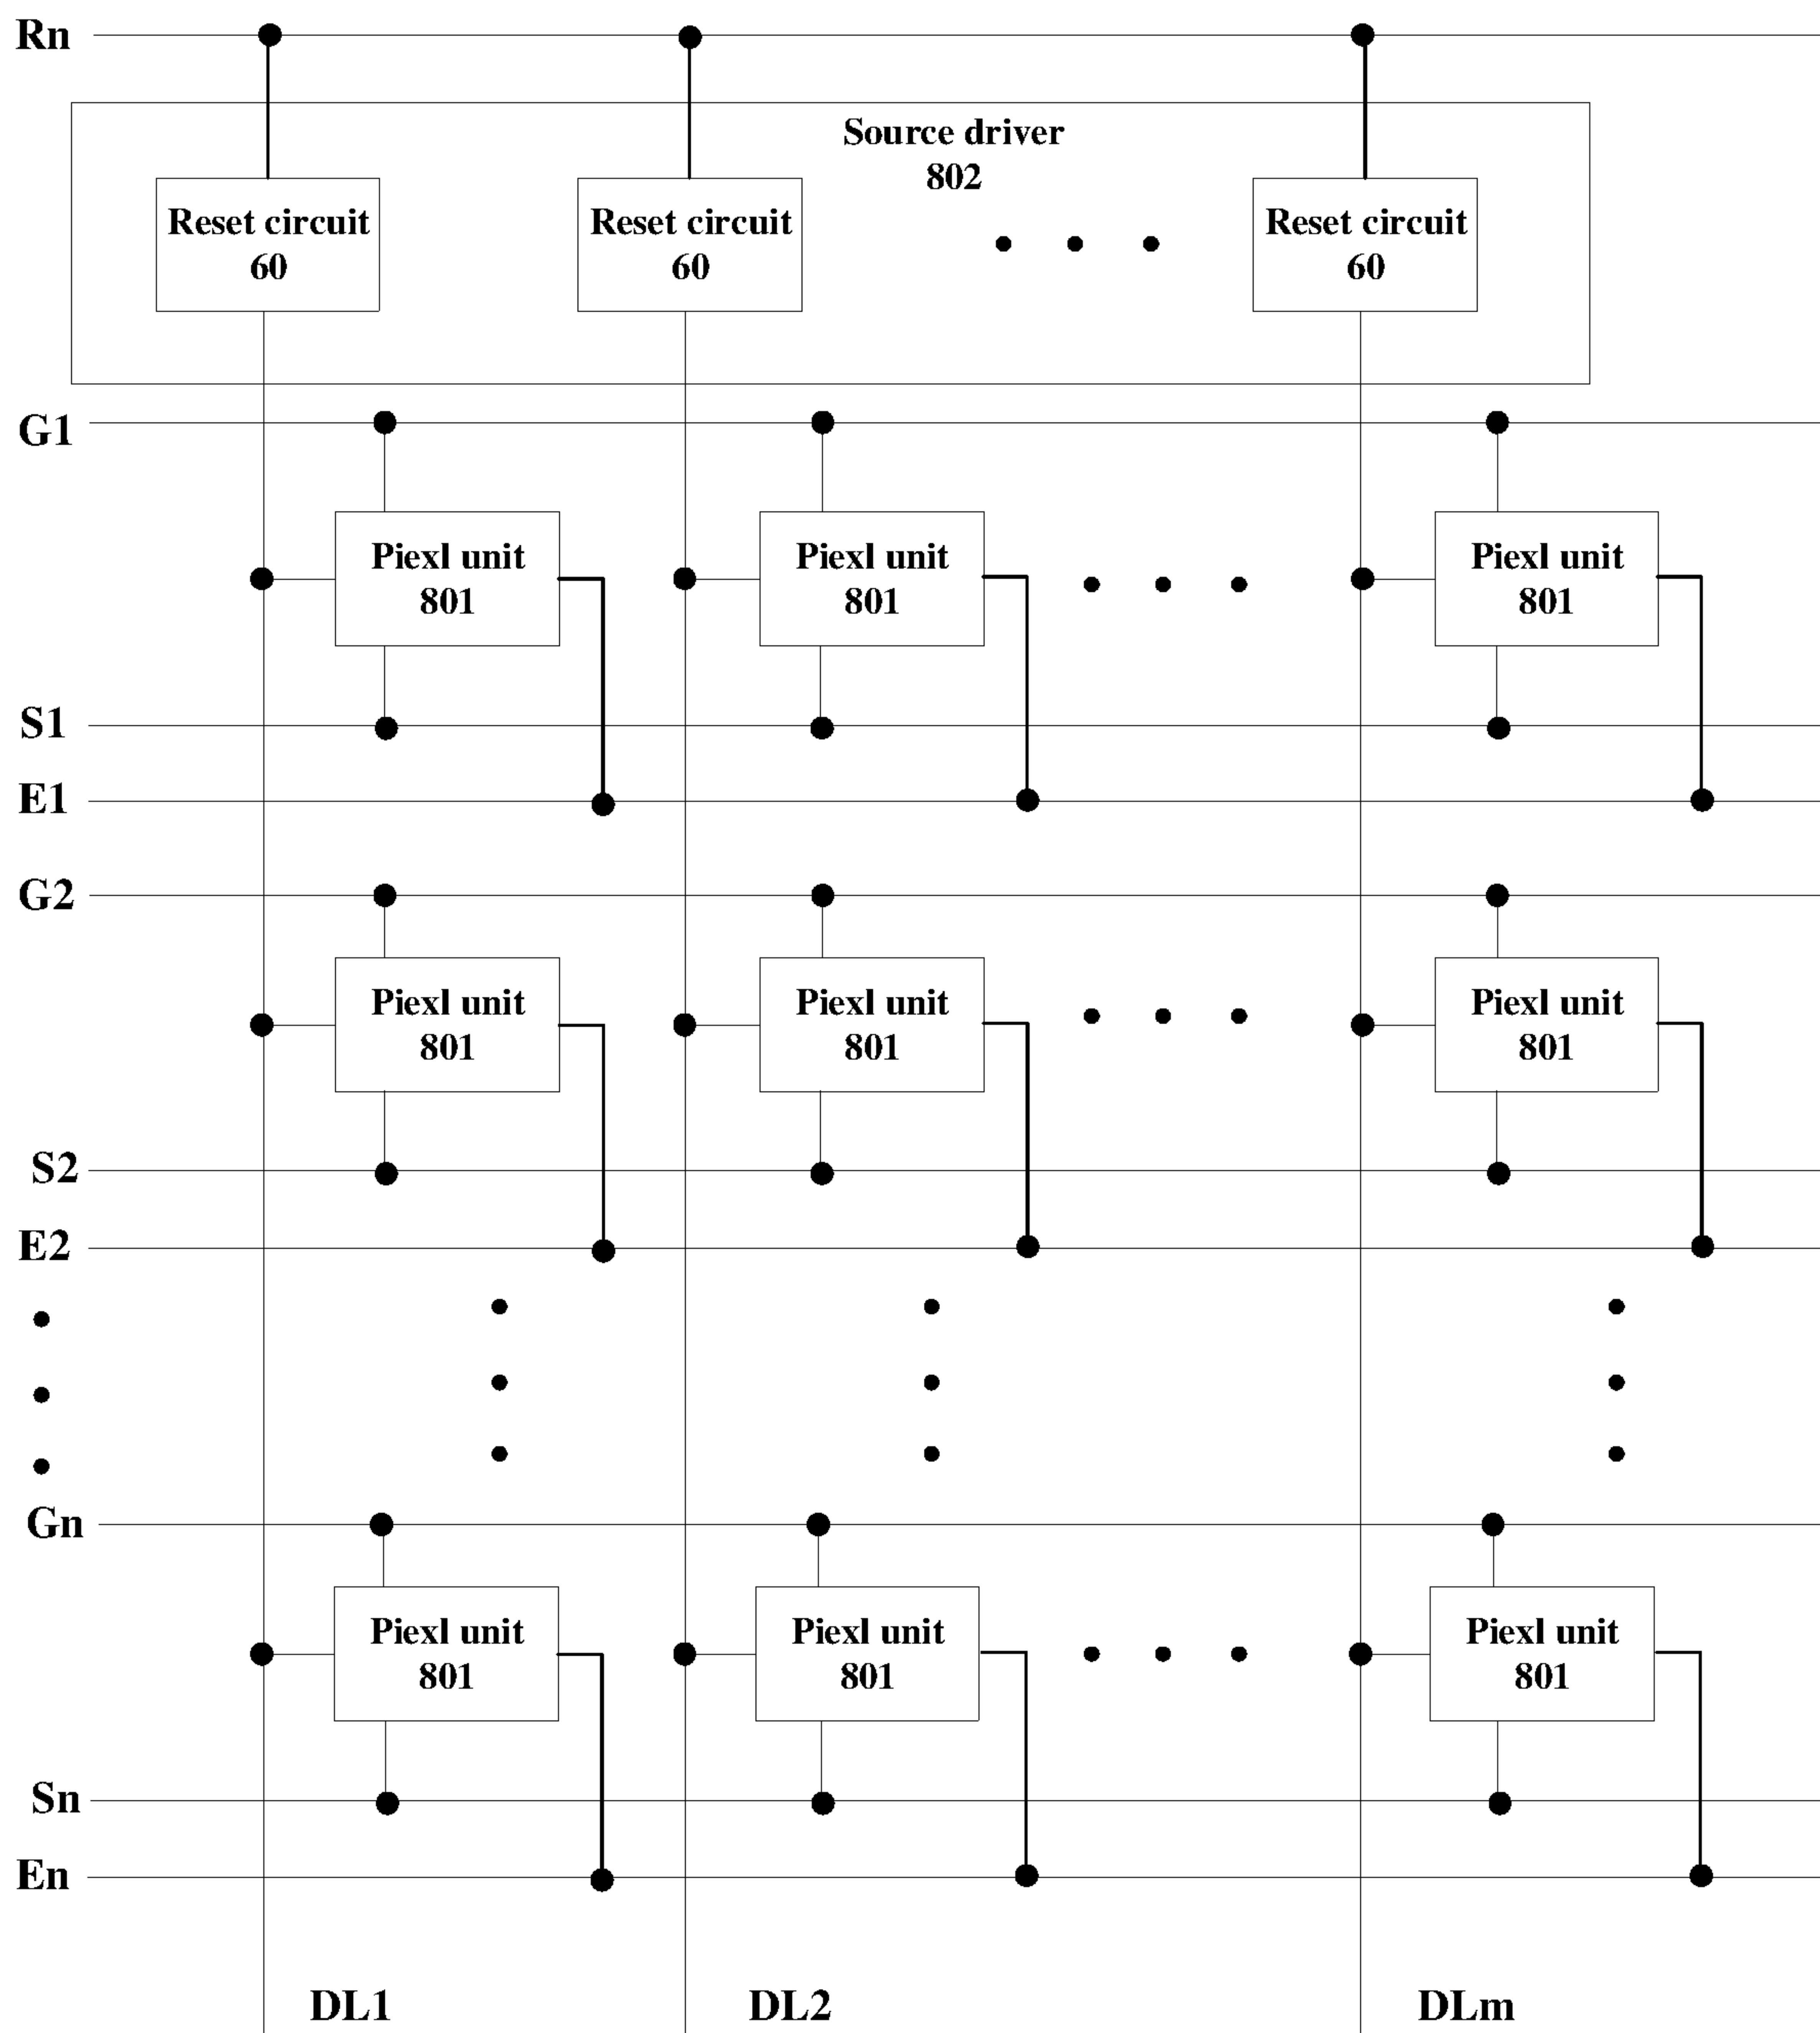 Rn
Source driver
802
Reset circuit
60
Reset circuit
60
Reset circuit
60
G1
Piexl unit
801
Piexl unit
801
Piexl unit
801
S1
E1
G2
Piexl unit
801
Piexl unit
801
Piexl unit
801
S2
E2
Gn
Piexl unit
801
Piexl unit
801
Piexl unit
801
Sn
En
DL1
DL2
DLm